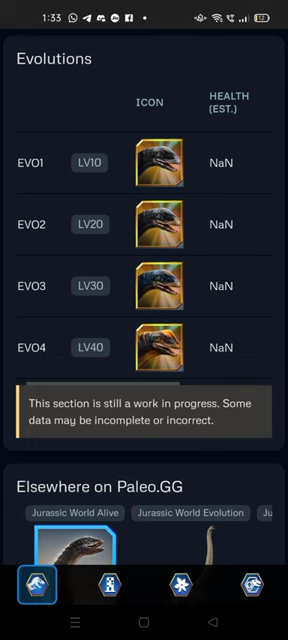 1:33
12
Evolutions
ICON
HEALTH
(EST.)
EVO1 LV10 NaN
EVO2 LV20 NaN
EVO3 LV30 NaN
EVO4 LV40 NaN
This section is still a work in progress. Some
data may be incomplete or incorrect.
Elsewhere on Paleo.GG
Jurassic World Alive Jurassic World Evolution Ju